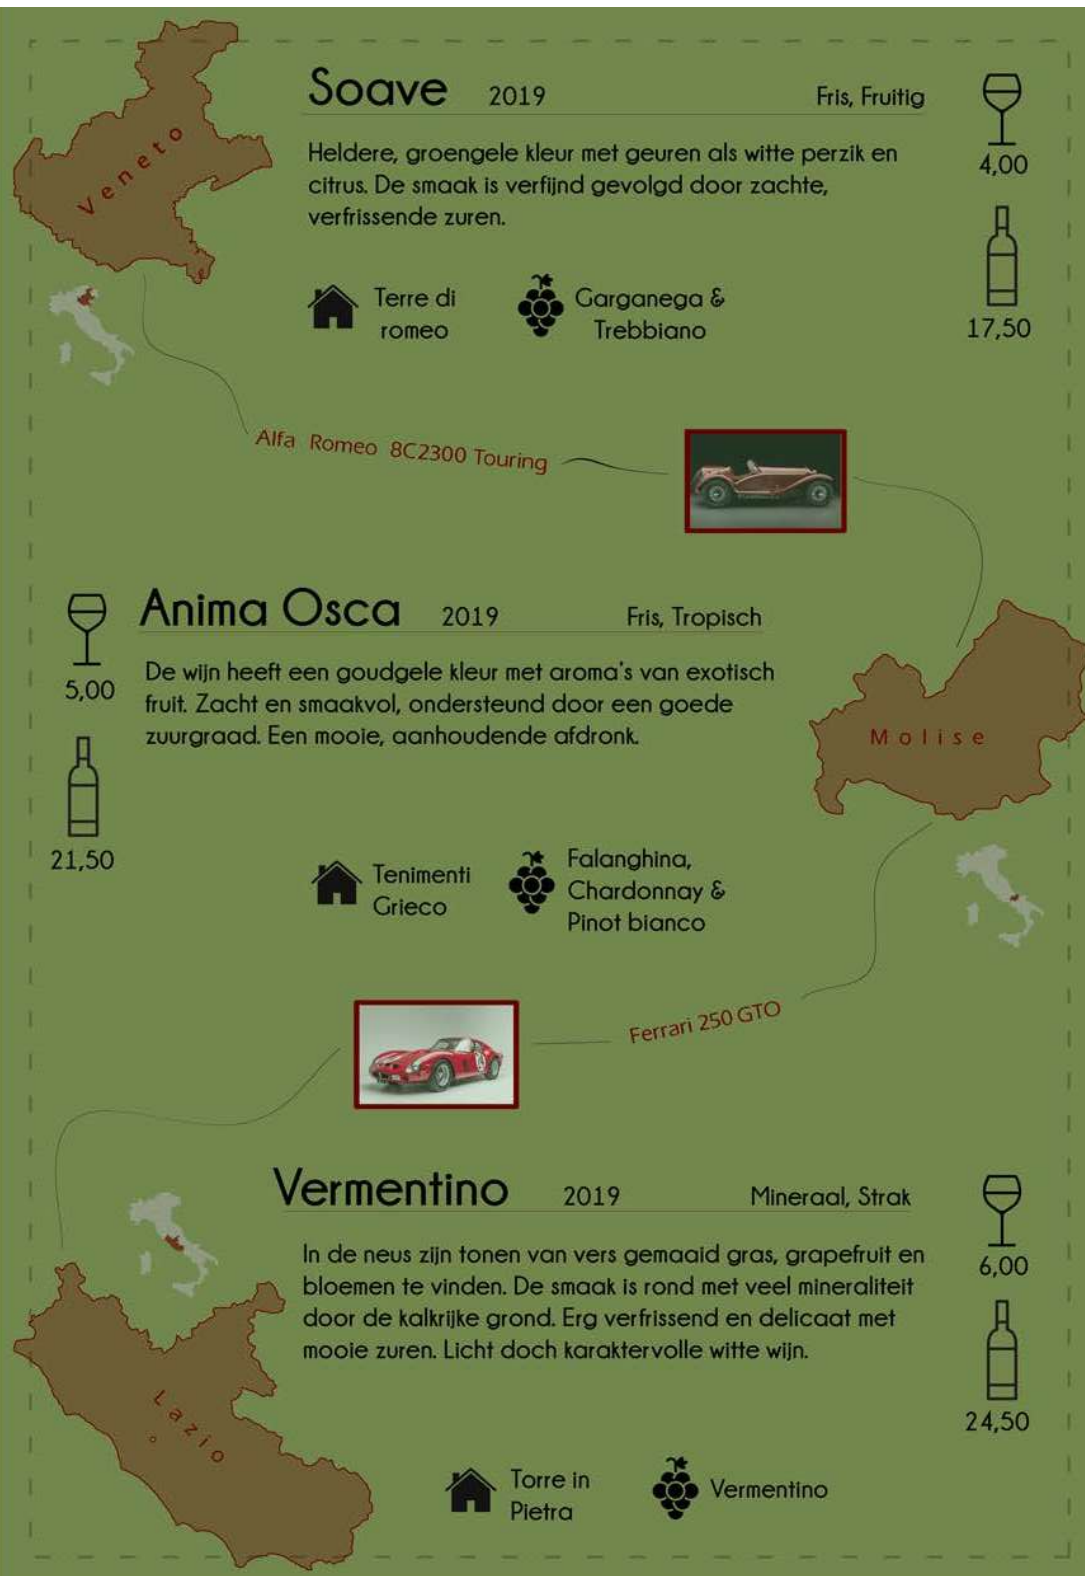 Veneto
Soave 2019 Fris, Fruitig
4,00
Heldere, groengele kleur met geuren als witte perzik en
citrus. De smaak is verfijnd gevolgd door zachte,
verfrissende zuren.
17,50
Terre di
romeo
Garganega &
Trebbiano
Alfa Romeo 8C2300 Touring
Anima Osca 2019 Fris, Tropisch
5,00
De wijn heeft een goudgele kleur met aroma's van exotisch
fruit. Zacht en smaakvol, ondersteund door een goede
zuurgraad. Een mooie, aanhoudende afdronk.
21,50
Molise
Tenimenti
Grieco
Falanghina,
Chardonnay &
Pinot bianco
Ferrari 250 GTO
Vermentino 2019 Mineraal, Strak
6,00
In de neus zijn tonen van vers gemaaid gras, grapefruit en
bloemen te vinden. De smaak is rond met veel mineraliteit
door de kalkrijke grond. Erg verfrissend en delicaat met
mooie zuren. Licht doch karaktervolle witte wijn.
24,50
Lazio
Torre in
Pietra
Vermentino